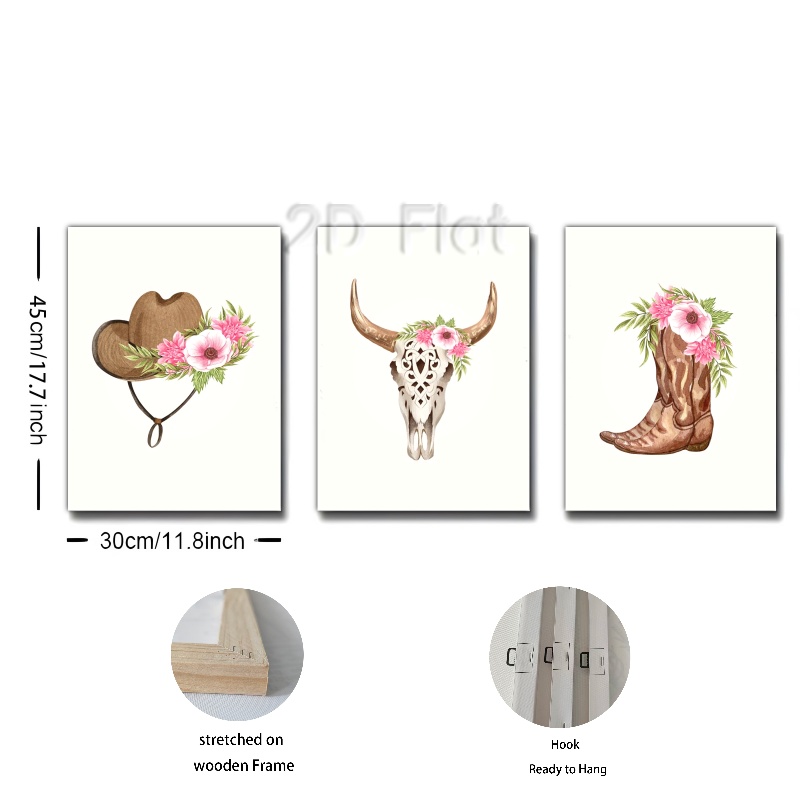 2D Flat
45cm/17.7inch
30cm/11.8inch
stretched on
wooden Frame
Hook
Ready to Hang